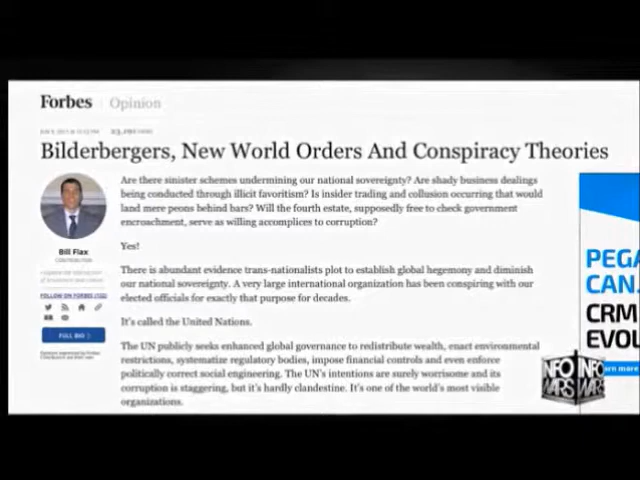 Forbes | Opinion
Bilderbergers, New World Orders And Conspiracy Theories
Are there sinister schemes undermining our national sovereignty? Are shady business dealings
being conducted through illicit favoritism? Is insider trading and collusion occurring that would
land mere peons behind bars? Will the fourth estate, supposedly free to check government
encroachment, serve as willing accomplices to corruption?
Yes!
There is abundant evidence trans-nationalists plot to establish global hegemony and diminish
our national sovereignty. A very large international organization has been conspiring with our
elected officials for exactly that purpose for decades.
It's called the United Nations.
The UN publicly seeks enhanced global governance to redistribute wealth, enact environmental
restrictions, systematize regulatory bodies, impose financial controls and even enforce
politically correct social engineering. The UN's intentions are surely worrisome and its
corruption is staggering, but it's hardly clandestine. It's one of the world's most visible
organizations.
Bill Flax
CONTRIBUTOR
FOLLOW ON FORBES
FULL BIO
PEGA
CAN.
CRM
EVOL
rn more
INFO INFO
WARS WARS